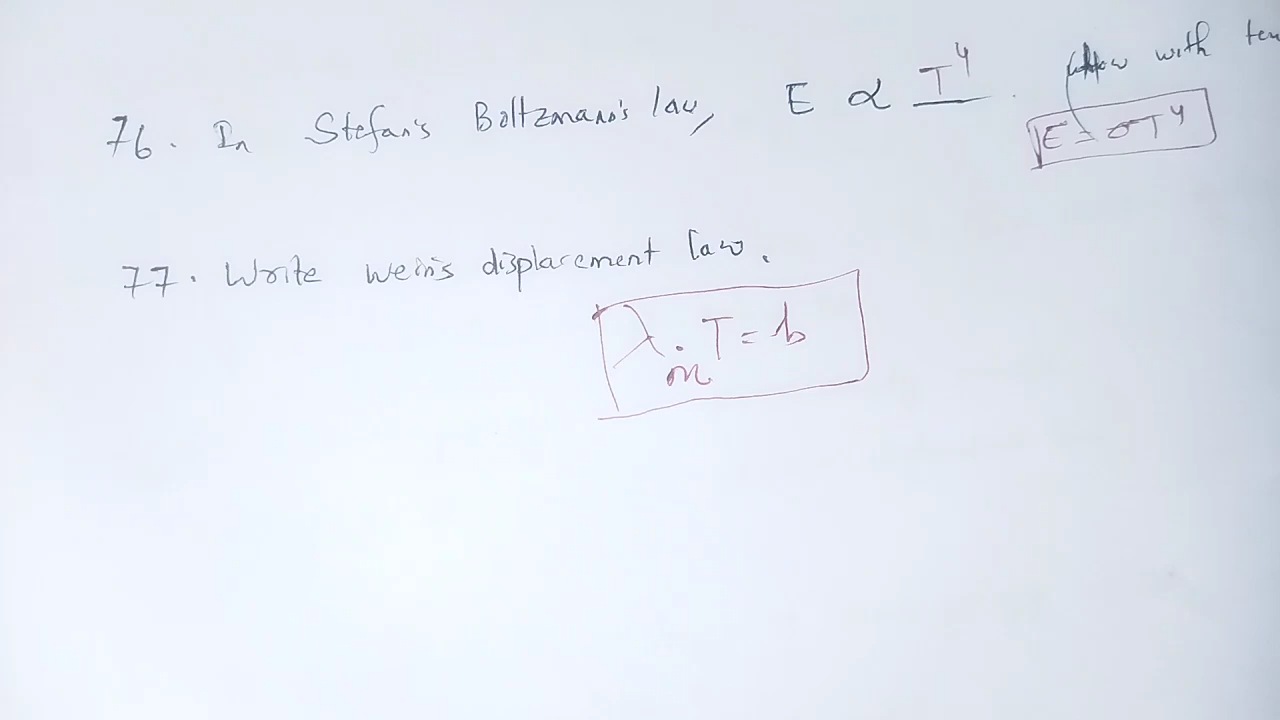 76. In Stefan's Boltzmann's law, E ∝ T⁴. with
E = σT⁴
77. Write wein's displacement law.
λm . T = b